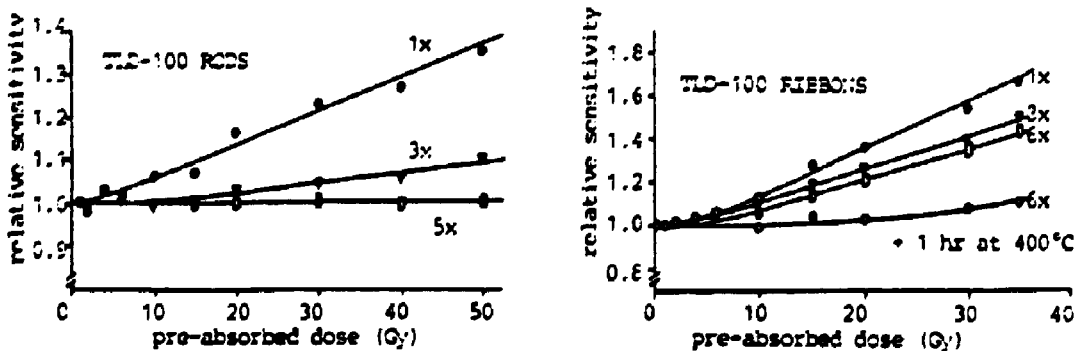 relative sensitivity
1.4
1.3
1.2
1.1
1.0
0.9
TLD-100 RODS
1x
3x
5x
0 10 20 30 40 50
pre-absorbed dose (Gy)
relative sensitivity
1.8
1.6
1.4
1.2
1.0
0.8
TLD-100 RIBBONS
1x
3x
6x
6x
+ 1 hr at 400°C
0 10 20 30 40
pre-absorbed dose (Gy)